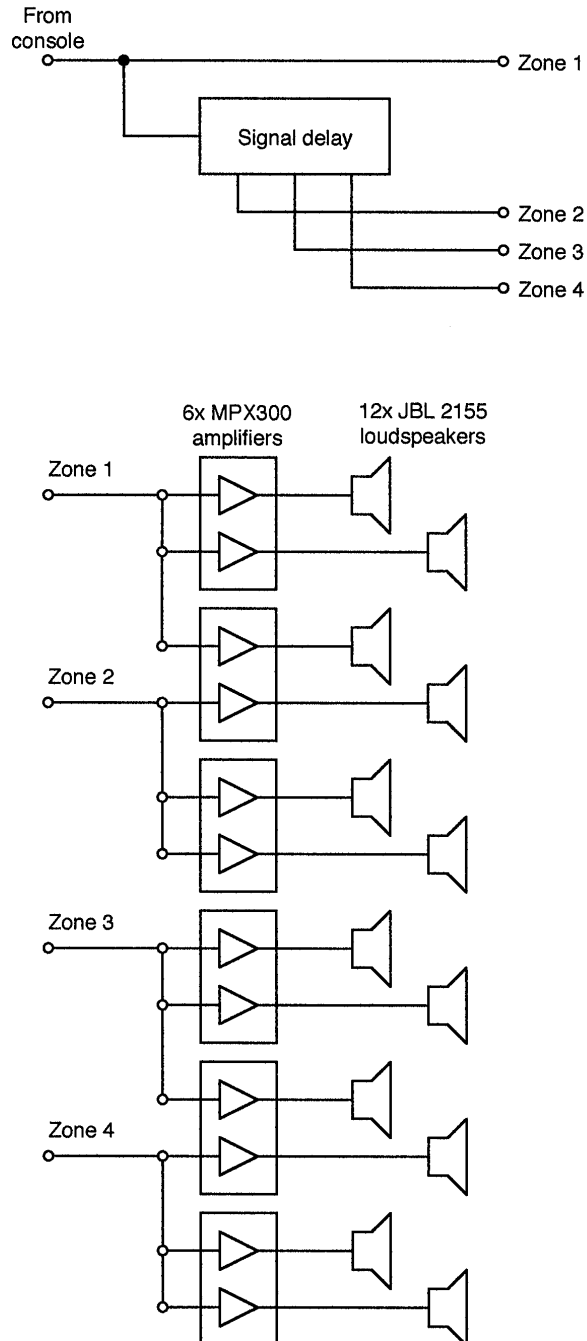 From
console
Zone 1
Signal delay
Zone 2
Zone 3
Zone 4
6x MPX300
amplifiers
12x JBL 2155
loudspeakers
Zone 1
Zone 2
Zone 3
Zone 4